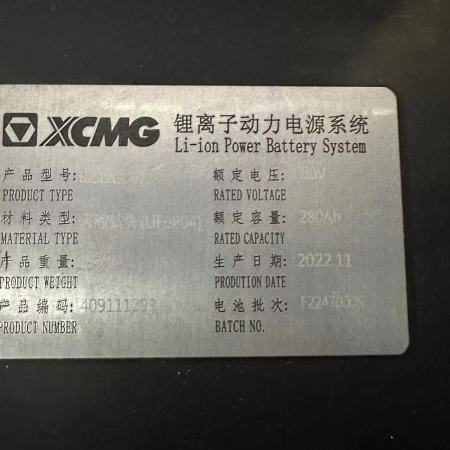 XCMG 锂离子动力电源系统
Li-ion Power Battery System
产品型号:
PRODUCT TYPE
材料类型: (LiFePO4)
MATERIAL TYPE
产品重量:
PRODUCT WEIGHT
产品编码: 409111293
PRODUCT NUMBER
额定电压: 80V
RATED VOLTAGE
额定容量: 280Ah
RATED CAPACITY
生产日期: 2022.11
PRODUTION DATE
电池批次:
BATCH NO.